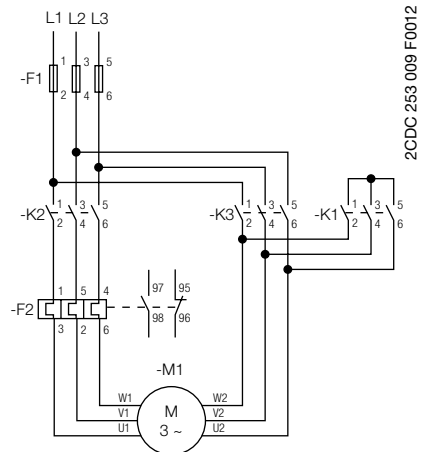 L1 L2 L3
2CDC 253 009 F0012
-F1
1 3 5
2 4 6
-K2
1 3 5
2 4 6
-K3
1 3 5
2 4 6
-K1
1 3 5
2 4 6
-F2
1 5 4
3 2 6
97 95
98 96
-M1
W1 W2
V1 M V2
U1 3 ~ U2